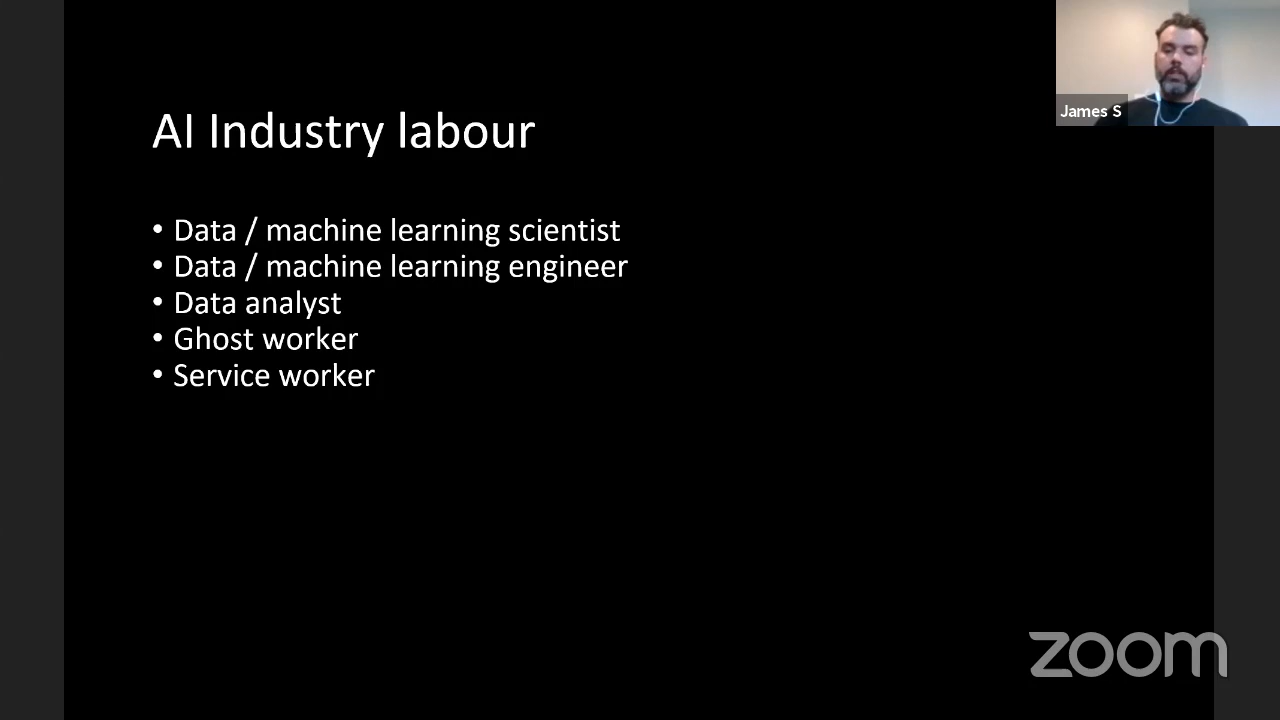 James S
AI Industry labour
• Data / machine learning scientist
• Data / machine learning engineer
• Data analyst
• Ghost worker
• Service worker
zoom